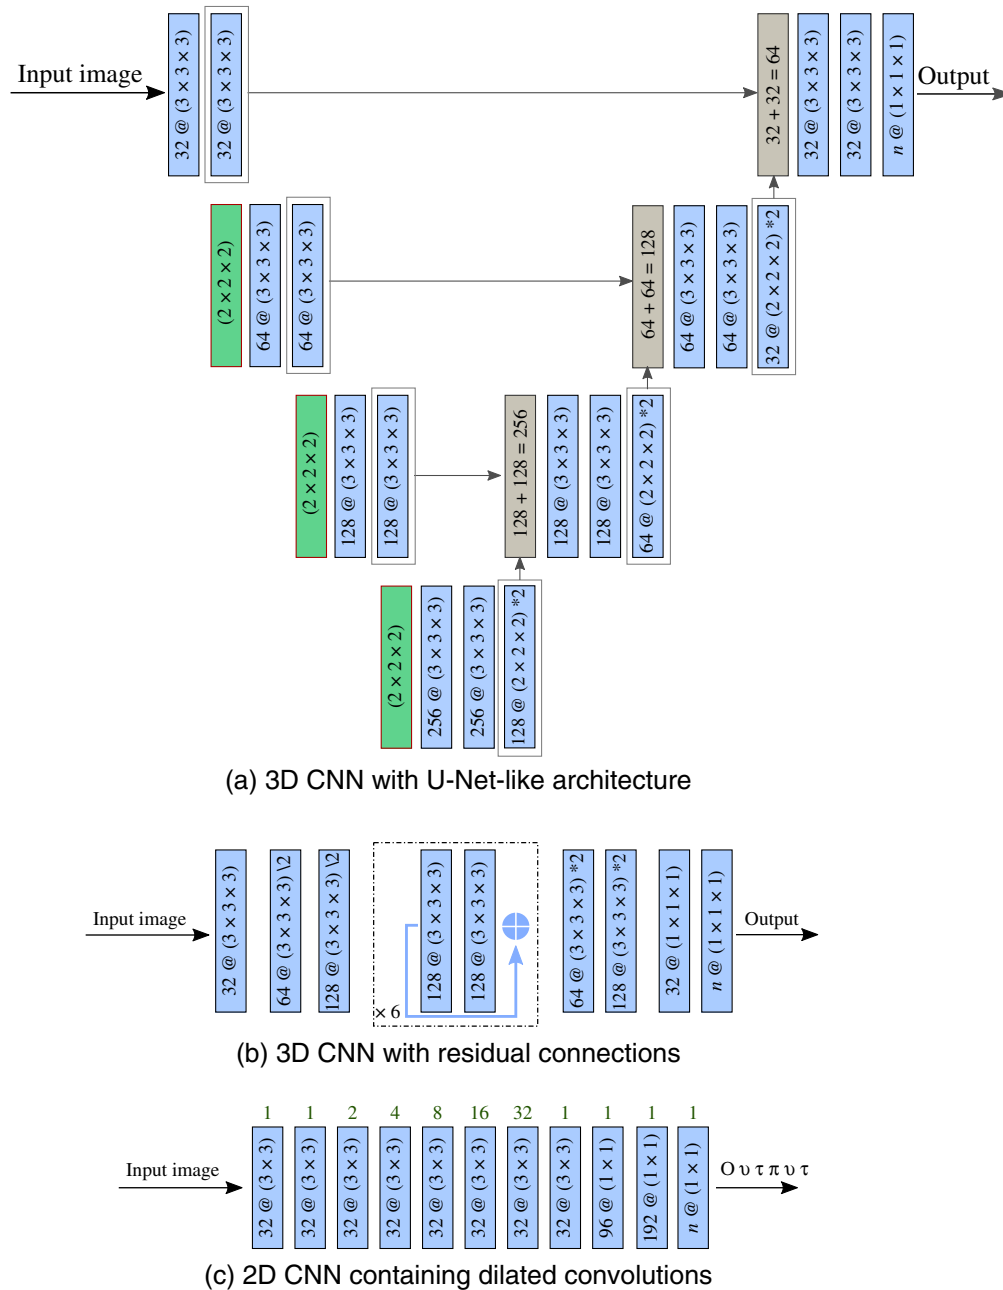 Input image
32 @ (3 × 3 × 3)
32 @ (3 × 3 × 3)
32 + 32 = 64
32 @ (3 × 3 × 3)
32 @ (3 × 3 × 3)
n @ (1 × 1 × 1)
Output
(2 × 2 × 2)
64 @ (3 × 3 × 3)
64 @ (3 × 3 × 3)
64 + 64 = 128
64 @ (3 × 3 × 3)
64 @ (3 × 3 × 3)
32 @ (2 × 2 × 2) *2
(2 × 2 × 2)
128 @ (3 × 3 × 3)
128 @ (3 × 3 × 3)
128 + 128 = 256
128 @ (3 × 3 × 3)
128 @ (3 × 3 × 3)
64 @ (2 × 2 × 2) *2
(2 × 2 × 2)
256 @ (3 × 3 × 3)
256 @ (3 × 3 × 3)
128 @ (2 × 2 × 2) *2
(a) 3D CNN with U-Net-like architecture
Input image
32 @ (3 × 3 × 3)
64 @ (3 × 3 × 3) \2
128 @ (3 × 3 × 3) \2
× 6
128 @ (3 × 3 × 3)
128 @ (3 × 3 × 3)
64 @ (3 × 3 × 3) *2
128 @ (3 × 3 × 3) *2
32 @ (1 × 1 × 1)
n @ (1 × 1 × 1)
Output
(b) 3D CNN with residual connections
1 1 2 4 8 16 32 1 1 1 1
Input image
32 @ (3 × 3)
32 @ (3 × 3)
32 @ (3 × 3)
32 @ (3 × 3)
32 @ (3 × 3)
32 @ (3 × 3)
32 @ (3 × 3)
32 @ (3 × 3)
96 @ (1 × 1)
192 @ (1 × 1)
n @ (1 × 1)
Ο υ τ π υ τ
(c) 2D CNN containing dilated convolutions